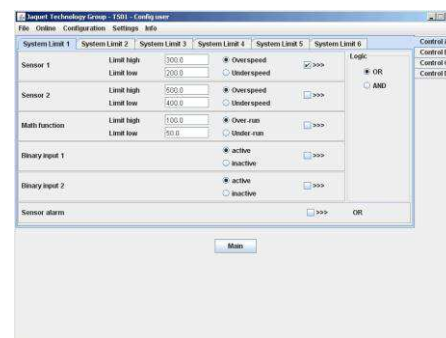 Jaquet Technology Group - T501 - Config user
File Online Configuration Settings Info
System Limit 1 System Limit 2 System Limit 3 System Limit 4 System Limit 5 System Limit 6
Control
Control
Control
Control
Sensor 1
Limit high 300.0
Limit low 200.0
Overspeed
Underspeed
>>>
Logic
OR
AND
Sensor 2
Limit high 500.0
Limit low 400.0
Overspeed
Underspeed
>>>
Math function
Limit high 100.0
Limit low 50.0
Over-run
Under-run
>>>
Binary input 1
active
inactive
>>>
Binary input 2
active
inactive
>>>
Sensor alarm >>> OR
Main